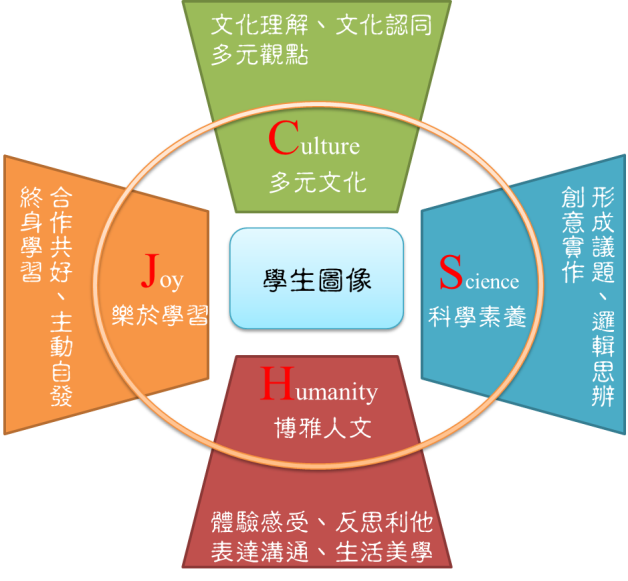 文化理解、文化認同
多元觀點
Culture
多元文化
合作共好、主動自發
終身學習
Joy
樂於學習
學生圖像
Science
科學素養
形成議題、邏輯思辨
創意實作
Humanity
博雅人文
體驗感受、反思利他
表達溝通、生活美學